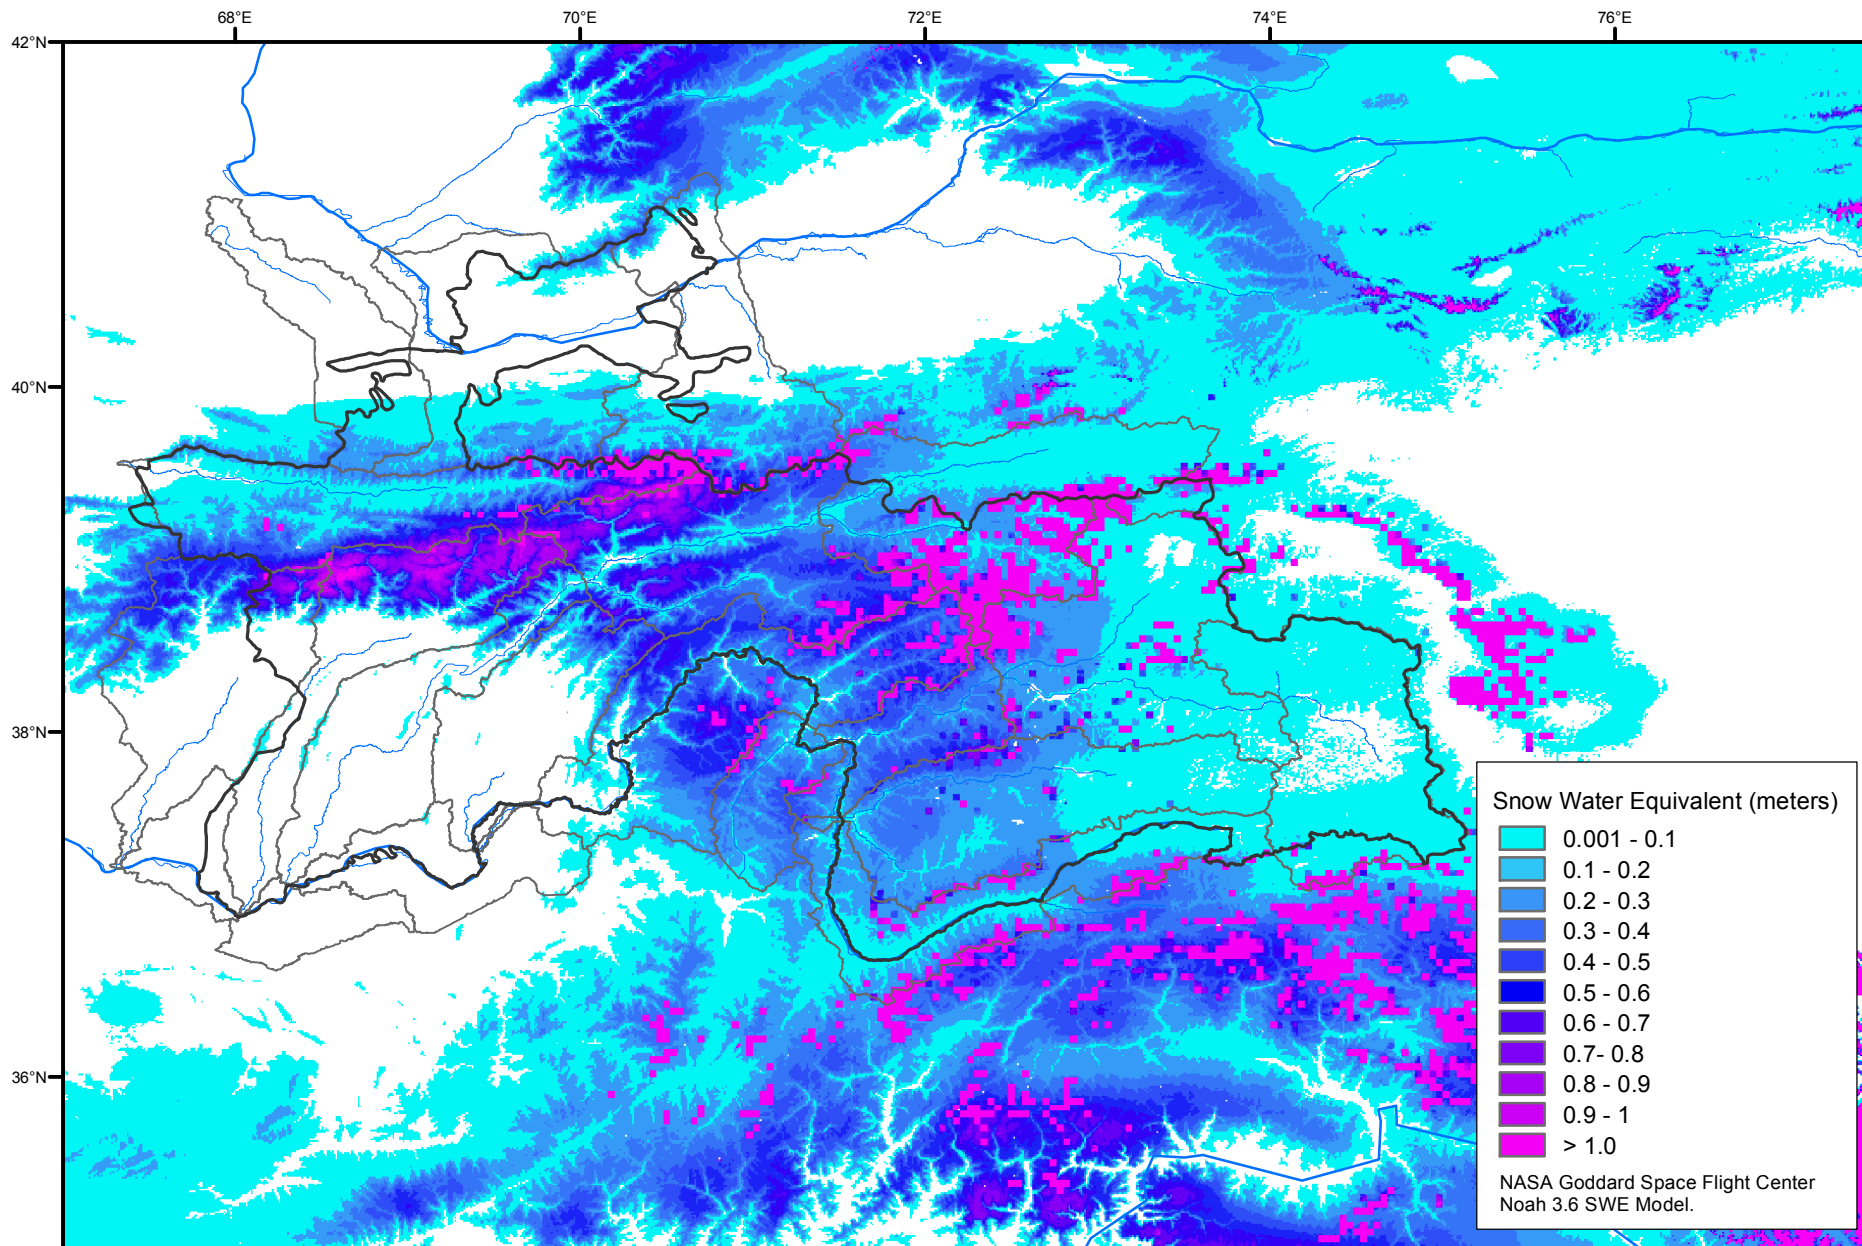 68°E 70°E 72°E 74°E 76°E
42°N
40°N
38°N
36°N
Snow Water Equivalent (meters)
0.001 - 0.1
0.1 - 0.2
0.2 - 0.3
0.3 - 0.4
0.4 - 0.5
0.5 - 0.6
0.6 - 0.7
0.7- 0.8
0.8 - 0.9
0.9 - 1
> 1.0
NASA Goddard Space Flight Center
Noah 3.6 SWE Model.